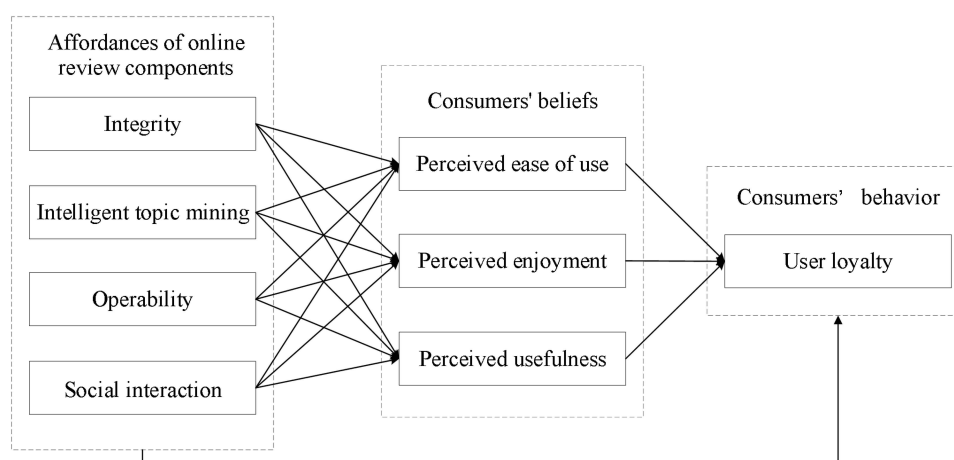 Affordances of online
review components
Integrity
Intelligent topic mining
Operability
Social interaction
Consumers' beliefs
Perceived ease of use
Perceived enjoyment
Perceived usefulness
Consumers’ behavior
User loyalty